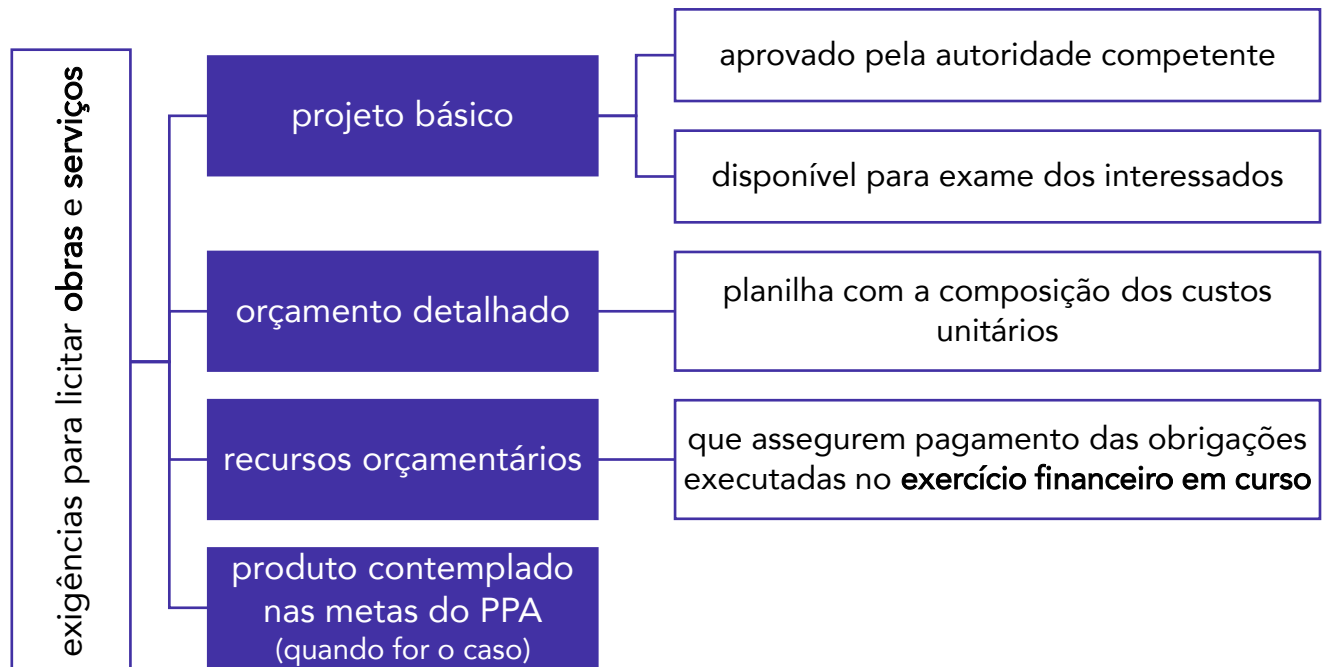 exigências para licitar obras e serviços
projeto básico
aprovado pela autoridade competente
disponível para exame dos interessados
orçamento detalhado
planilha com a composição dos custos
unitários
recursos orçamentários
que assegurem pagamento das obrigações
executadas no exercício financeiro em curso
produto contemplado
nas metas do PPA
(quando for o caso)